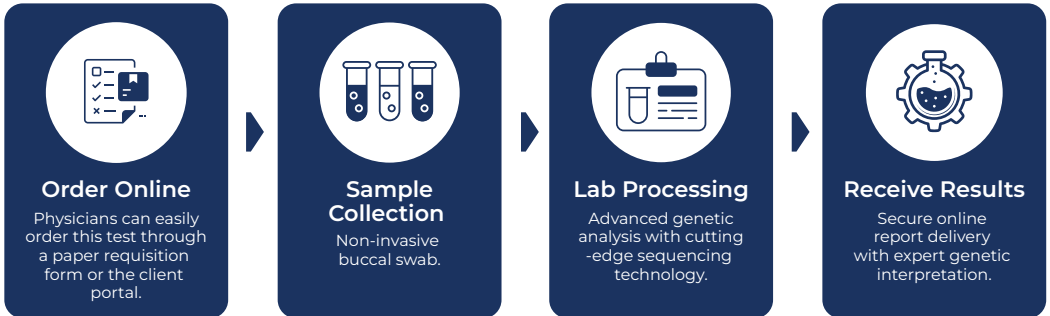 Order Online
Physicians can easily
order this test through
a paper requisition
form or the client
portal.
Sample
Collection
Non-invasive
buccal swab.
Lab Processing
Advanced genetic
analysis with cutting
-edge sequencing
technology.
Receive Results
Secure online
report delivery
with expert genetic
interpretation.